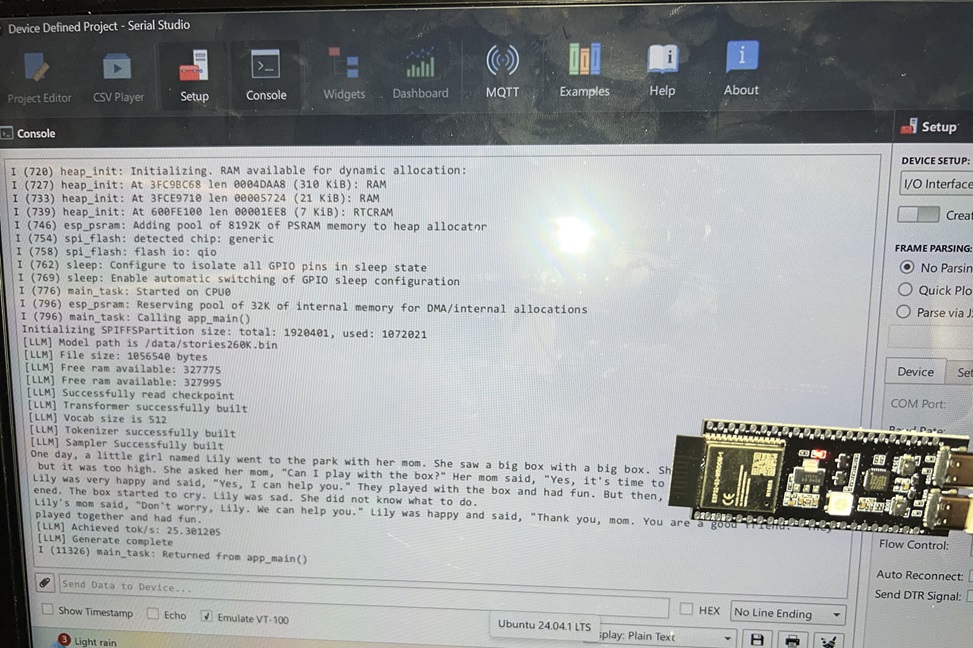 Device Defined Project - Serial Studio
Project Editor
CSV Player
Setup
Console
Widgets
Dashboard
MQTT
Examples
Help
About
Console
Setup
I (720) heap_init: Initializing. RAM available for dynamic allocation:
I (727) heap_init: At 3FC9BC68 len 0004DAA8 (310 KiB): RAM
I (733) heap_init: At 3FCE9710 len 00005724 (21 KiB): RAM
I (739) heap_init: At 600FE100 len 00001EE8 (7 KiB): RTCRAM
I (746) esp_psram: Adding pool of 8192K of PSRAM memory to heap allocator
I (754) spi_flash: detected chip: generic
I (758) spi_flash: flash io: qio
I (762) sleep: Configure to isolate all GPIO pins in sleep state
I (769) sleep: Enable automatic switching of GPIO sleep configuration
I (776) main_task: Started on CPU0
I (796) esp_psram: Reserving pool of 32K of internal memory for DMA/internal allocations
I (796) main_task: Calling app_main()
Initializing SPIFFSPartition size: total: 1920401, used: 1072021
[LLM] Model path is /data/stories260K.bin
[LLM] File size: 1056540 bytes
[LLM] Free ram available: 327775
[LLM] Free ram available: 327995
[LLM] Successfully read checkpoint
[LLM] Transformer successfully built
[LLM] Vocab size is 512
[LLM] Tokenizer successfully built
[LLM] Sampler Successfully built
One day, a little girl named Lily went to the park with her mom. She saw a big box with a big box. Sh
but it was too high. She asked her mom, "Can I play with the box?" Her mom said, "Yes, it's time to
Lily was very happy and said, "Yes, I can help you." They played with the box and had fun. But then,
ened. The box started to cry. Lily was sad. She did not know what to do.
Lily's mom said, "Don't worry, Lily. We can help you." Lily was happy and said, "Thank you, mom. You are a good
played together and had fun.
[LLM] Achieved tok/s: 25.301205
[LLM] Generate complete
I (11326) main_task: Returned from app_main()
Send Data to Device...
HEX
No Line Ending
Show Timestamp
Echo
Emulate VT-100
Ubuntu 24.04.1 LTS
splay: Plain Text
3
Light rain
DEVICE SETUP:
I/O Interface
Creat
FRAME PARSING:
No Parsin
Quick Plo
Parse via J
Device
Set
COM Port:
Flow Control:
Auto Reconnect:
Send DTR Signal: